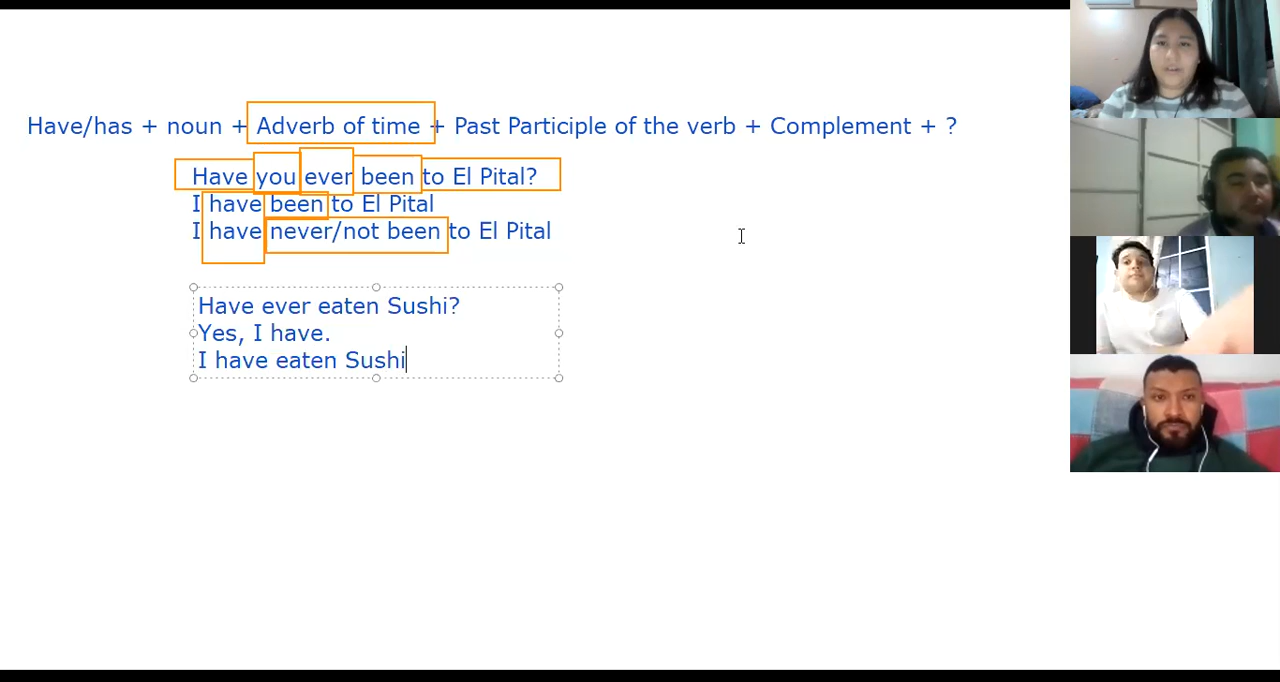 Have/has + noun + Adverb of time + Past Participle of the verb + Complement + ?
Have you ever been to El Pital?
I have been to El Pital
I have never/not been to El Pital
Have ever eaten Sushi?
Yes, I have.
I have eaten Sushi